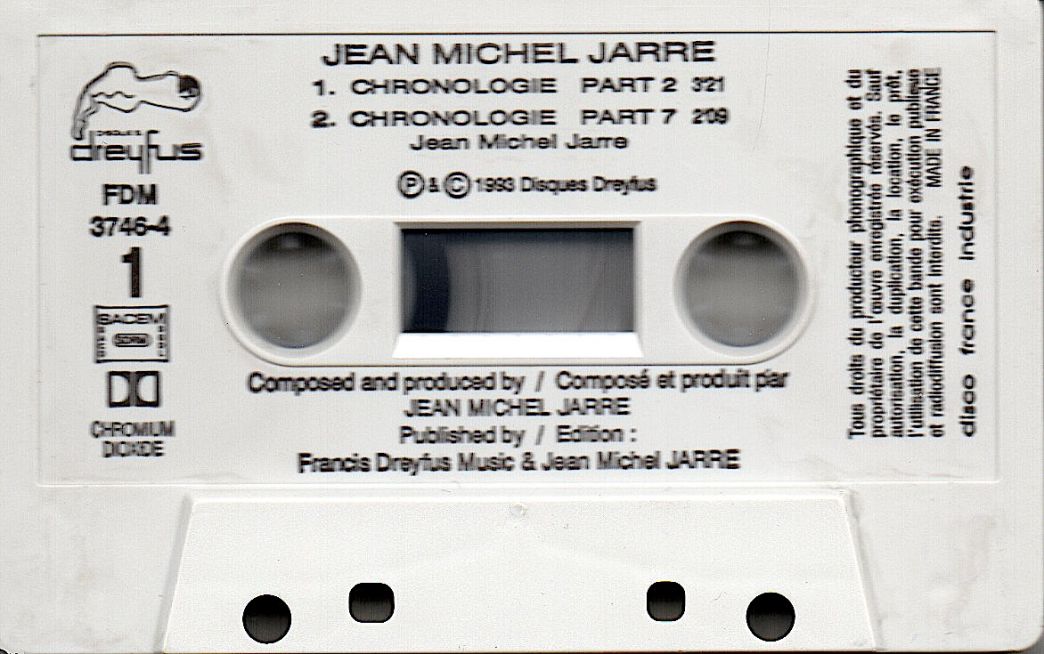 JEAN MICHEL JARRE
1. CHRONOLOGIE PART 2 3'21
2. CHRONOLOGIE PART 7 2'09
Jean Michel Jarre
Ⓟ & © 1993 Disques Dreyfus
dreyfus
FDM
3746-4
1
SACEM
SDRM
CHROMIUM
DIOXIDE
Composed and produced by / Composé et produit par
JEAN MICHEL JARRE
Published by / Edition :
Francis Dreyfus Music & Jean Michel JARRE
Tous droits du producteur phonographique et du
propriétaire de l'œuvre enregistrée réservés. Sauf
autorisation, la duplication, la location, le prêt,
l'utilisation de cette bande pour exécution publique
et radiodiffusion sont interdits. MADE IN FRANCE
disco france industrie